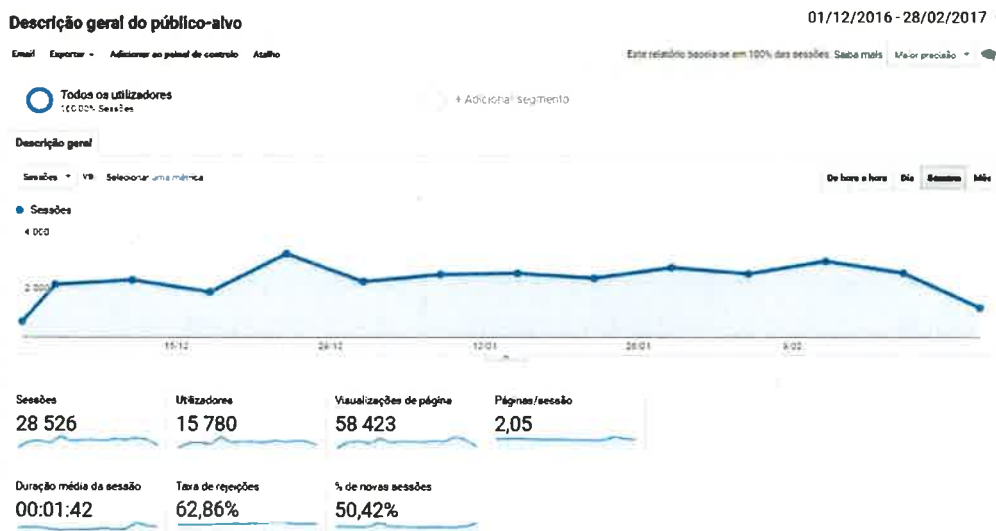 Descrição geral do público-alvo
01/12/2016 - 28/02/2017
Email Exportar Adicionar ao painel de controlo Atalho
Este relatório baseia-se em 100% das sessões Saiba mais Maior precisão
Todos os utilizadores
100,00% Sessões
+ Adicionar segmento
Descrição geral
Sessões vs Selecionar uma métrica
De hora a hora Dia Semana Mês
Sessões
4 000
2 000
15/12 12/01 26/01 9/02
Sessões Utilizadores Visualizações de página Páginas/sessão
28 526 15 780 58 423 2,05
Duração média da sessão Taxa de rejeições % de novas sessões
00:01:42 62,86% 50,42%